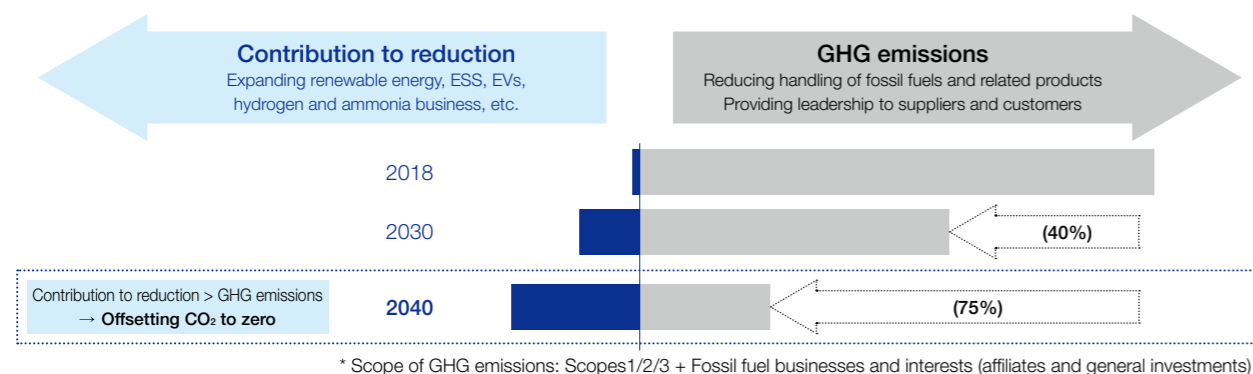 Contribution to reduction
Expanding renewable energy, ESS, EVs,
hydrogen and ammonia business, etc.
GHG emissions
Reducing handling of fossil fuels and related products
Providing leadership to suppliers and customers
2018
2030
(40%)
Contribution to reduction > GHG emissions
→ Offsetting CO₂ to zero
2040
(75%)
* Scope of GHG emissions: Scopes1/2/3 + Fossil fuel businesses and interests (affiliates and general investments)